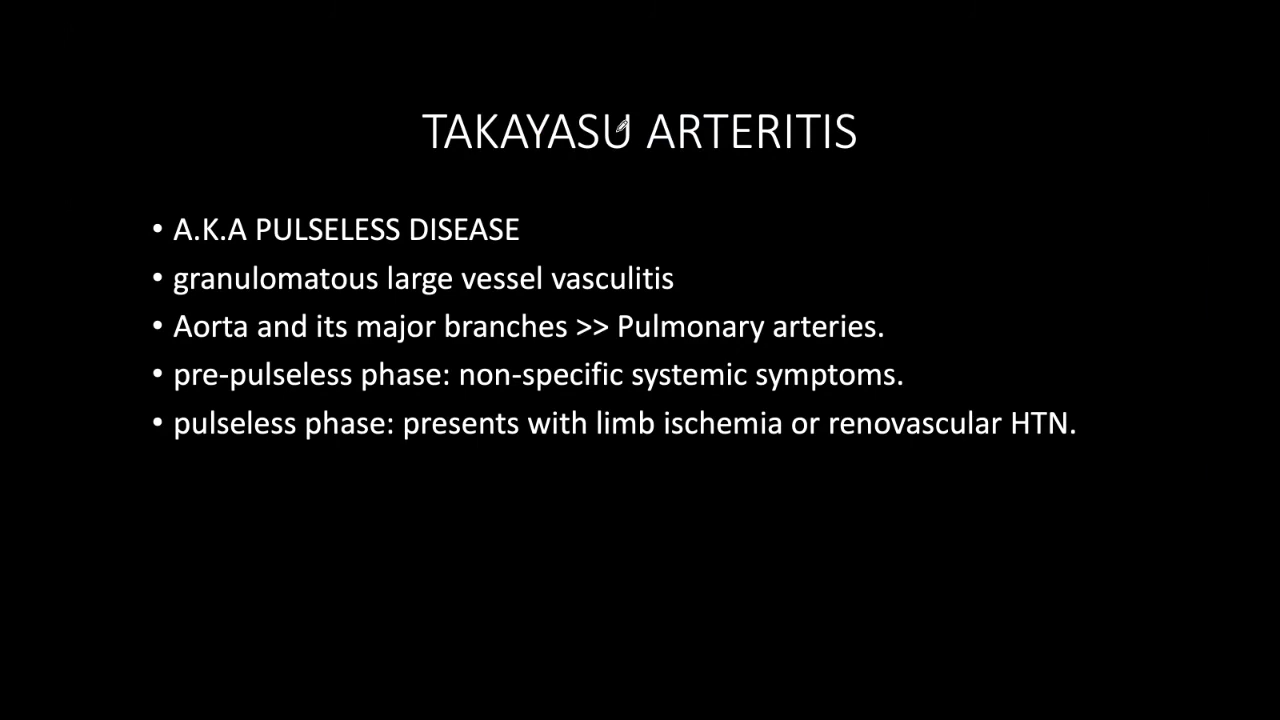 TAKAYASU ARTERITIS
• A.K.A PULSELESS DISEASE
• granulomatous large vessel vasculitis
• Aorta and its major branches >> Pulmonary arteries.
• pre-pulseless phase: non-specific systemic symptoms.
• pulseless phase: presents with limb ischemia or renovascular HTN.